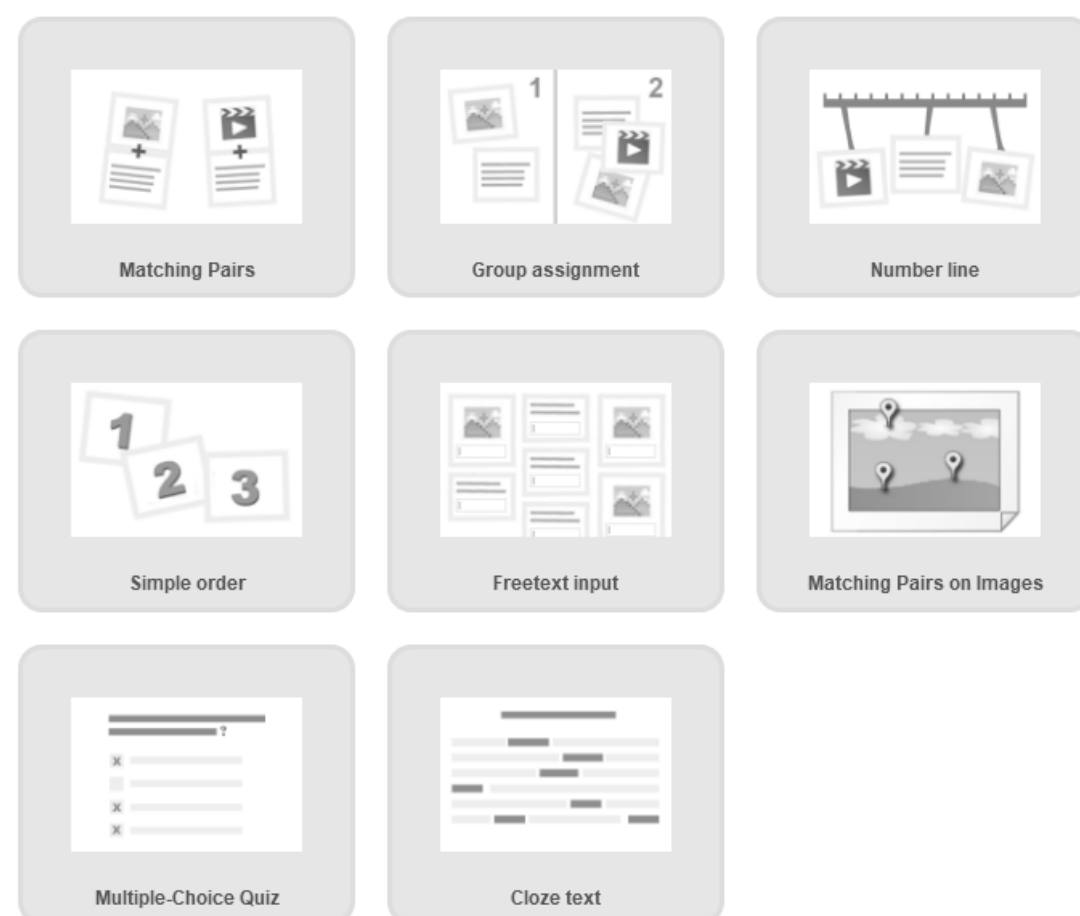 1
2
Matching Pairs
Group assignment
Number line
1
2
3
Simple order
Freetext input
Matching Pairs on Images
?
x
x
x
Multiple-Choice Quiz
Cloze text